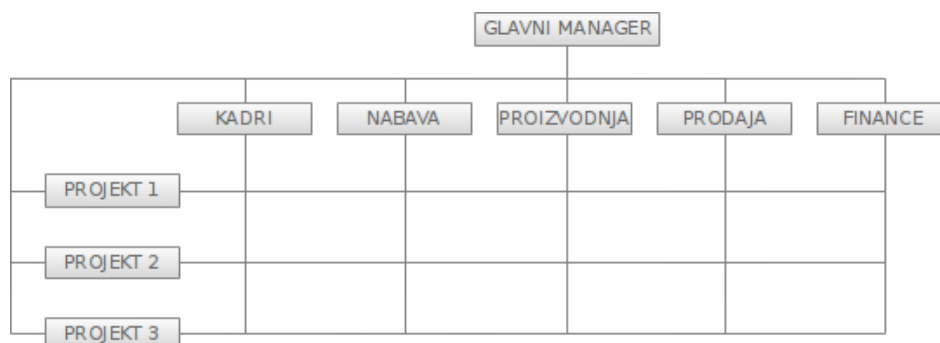 GLAVNI MANAGER
KADRI
NABAVA
PROIZVODNJA
PRODAJA
FINANCE
PROJEKT 1
PROJEKT 2
PROJEKT 3